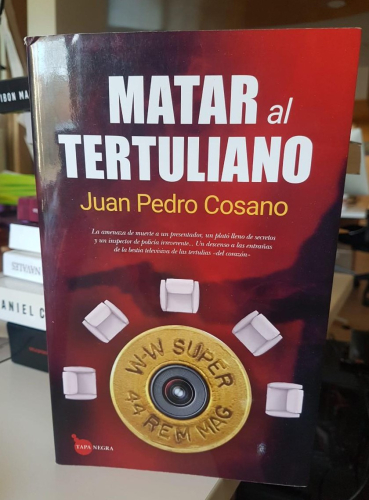 MATAR al
TERTULIANO
Juan Pedro Cosano
La amenaza de muerte a un presentador, un plató lleno de secretos
y un inspector de policía irreverente... Un descenso a las entrañas
de la bestia televisiva de las tertulias «del corazón»
W-W SUPER
44 REM MAG
TAPA NEGRA
ANIEL C